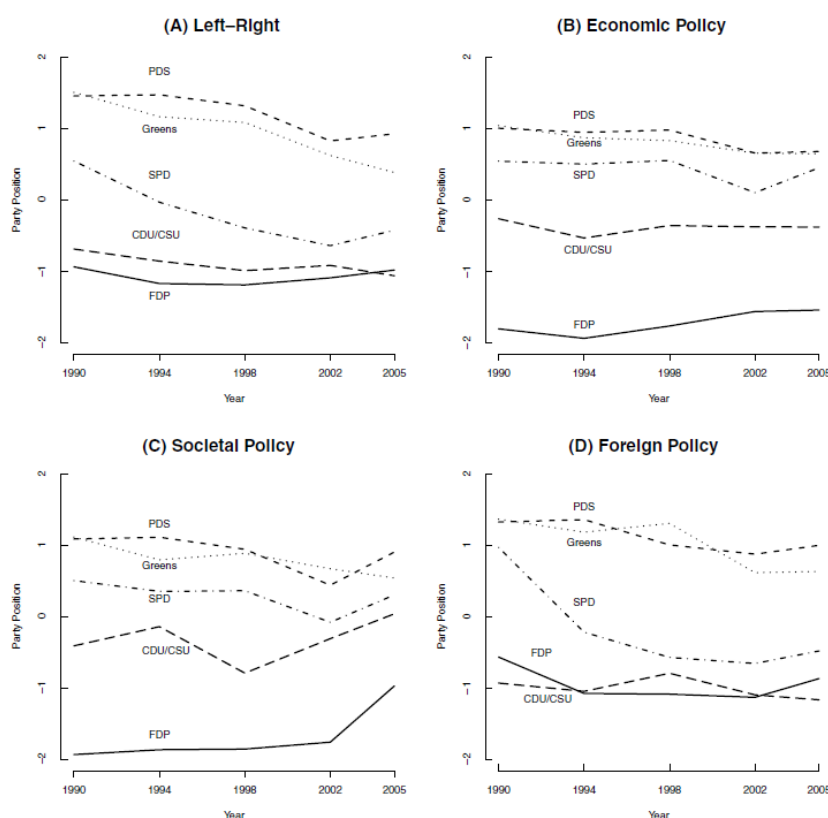 (A) Left–Right
2
1
0
−1
−2
Party Position
PDS
Greens
SPD
CDU/CSU
FDP
1990 1994 1998 2002 2005
Year
(B) Economic Policy
2
1
0
−1
−2
Party Position
PDS
Greens
SPD
CDU/CSU
FDP
1990 1994 1998 2002 2005
Year
(C) Societal Policy
2
1
0
−1
−2
Party Position
PDS
Greens
SPD
CDU/CSU
FDP
1990 1994 1998 2002 2005
Year
(D) Foreign Policy
2
1
0
−1
−2
Party Position
PDS
Greens
SPD
FDP
CDU/CSU
1990 1994 1998 2002 2005
Year